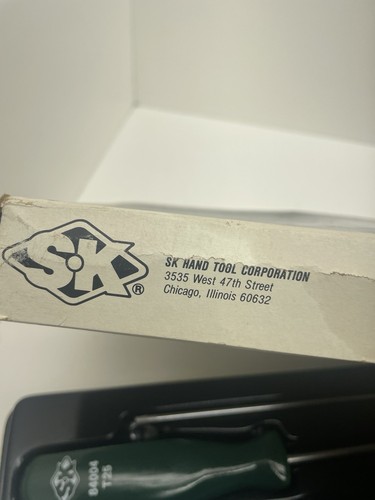 SK
®
SK HAND TOOL CORPORATION
3535 West 47th Street
Chicago, Illinois 60632
SK
84004
T25